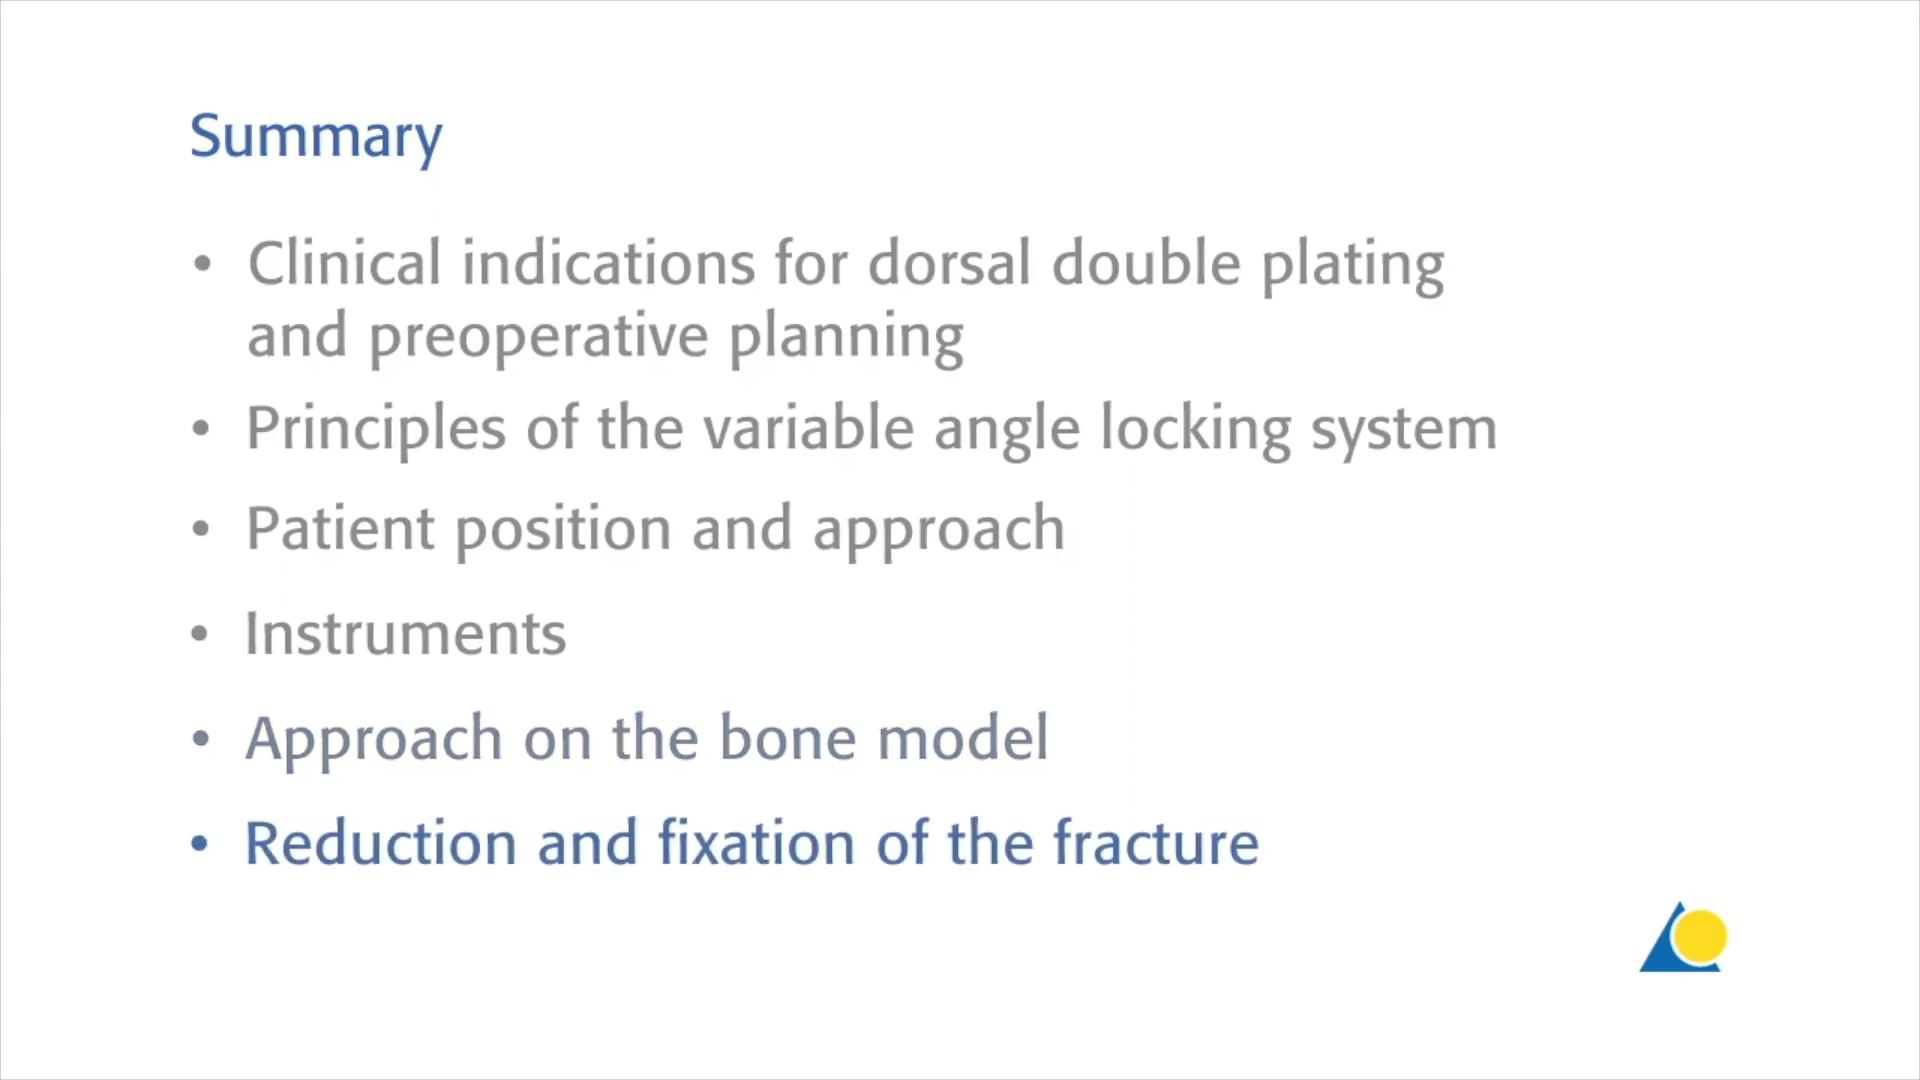 Summary
• Clinical indications for dorsal double plating
and preoperative planning
• Principles of the variable angle locking system
• Patient position and approach
• Instruments
• Approach on the bone model
• Reduction and fixation of the fracture